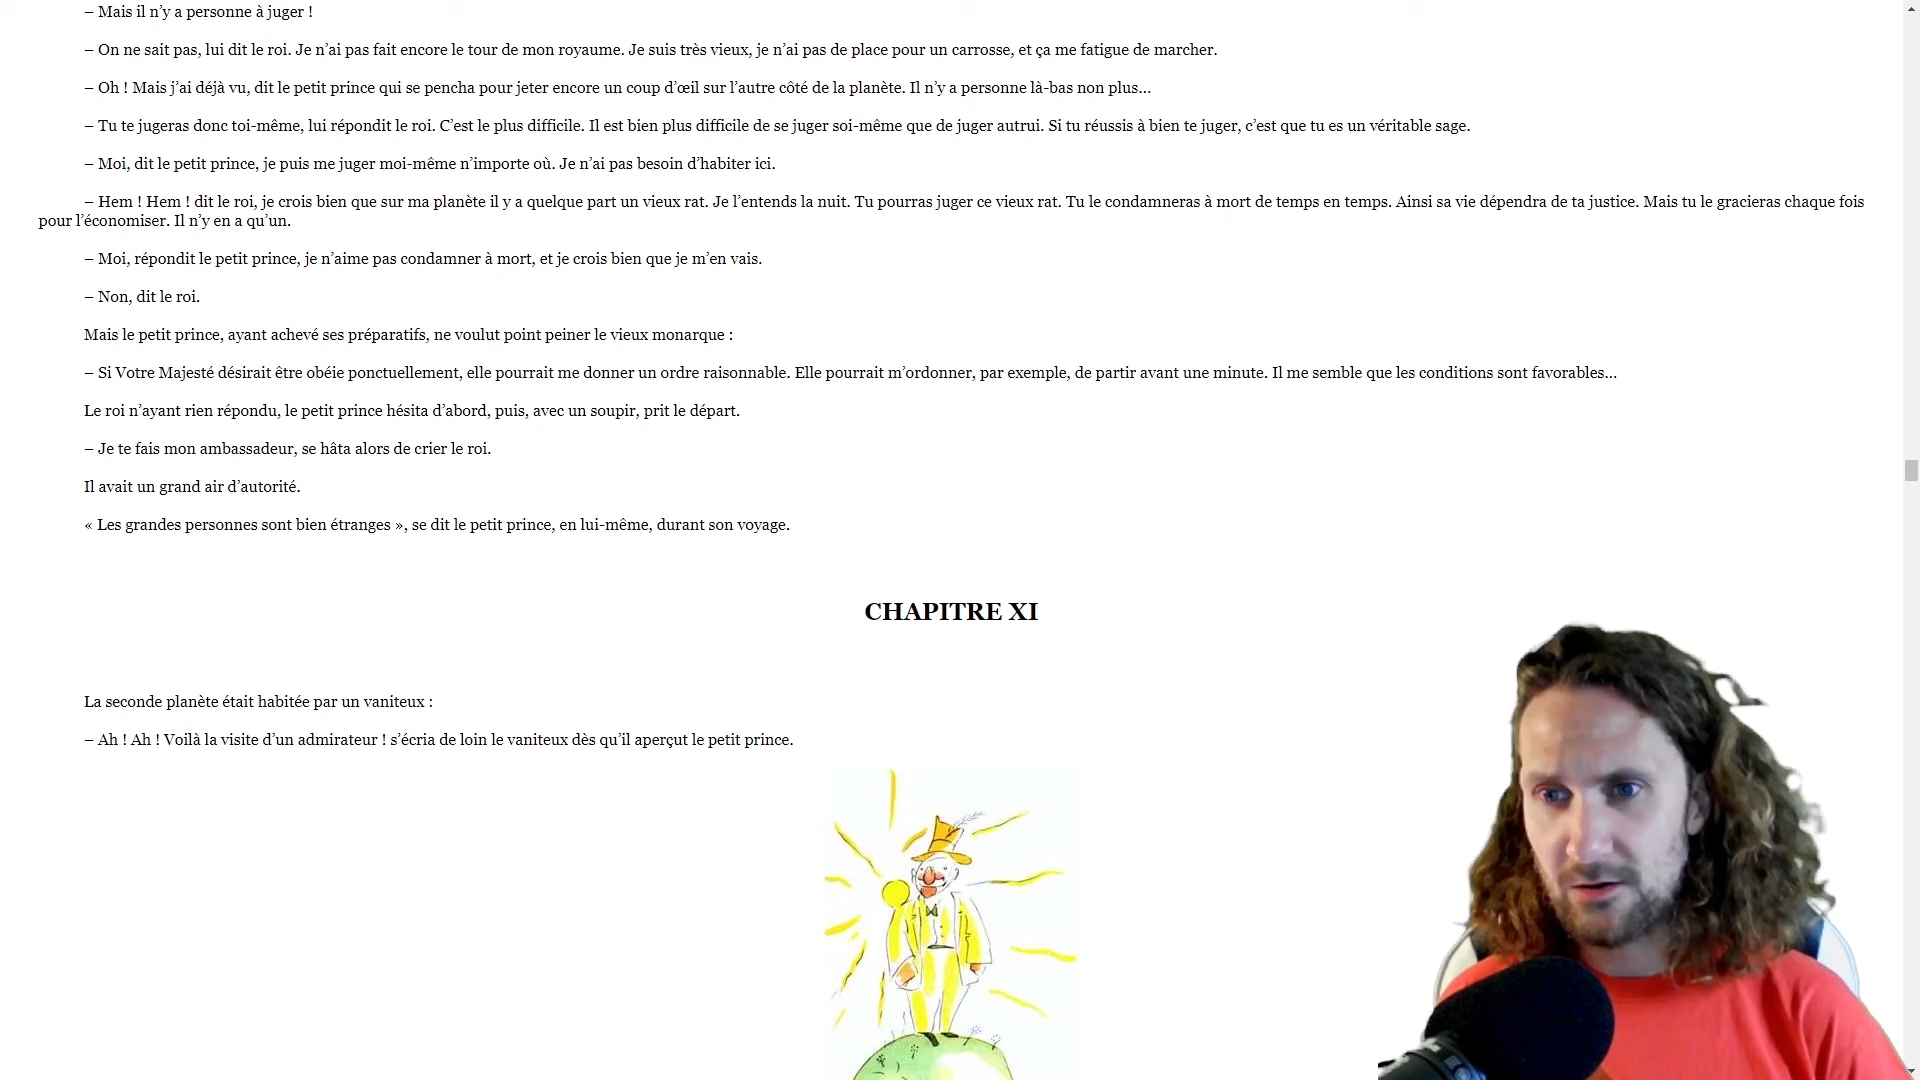 – Mais il n’y a personne à juger !
– On ne sait pas, lui dit le roi. Je n’ai pas fait encore le tour de mon royaume. Je suis très vieux, je n’ai pas de place pour un carrosse, et ça me fatigue de marcher.
– Oh ! Mais j’ai déjà vu, dit le petit prince qui se pencha pour jeter encore un coup d’œil sur l’autre côté de la planète. Il n’y a personne là-bas non plus…
– Tu te jugeras donc toi-même, lui répondit le roi. C’est le plus difficile. Il est bien plus difficile de se juger soi-même que de juger autrui. Si tu réussis à bien te juger, c’est que tu es un véritable sage.
– Moi, dit le petit prince, je puis me juger moi-même n’importe où. Je n’ai pas besoin d’habiter ici.
– Hem ! Hem ! dit le roi, je crois bien que sur ma planète il y a quelque part un vieux rat. Je l’entends la nuit. Tu pourras juger ce vieux rat. Tu le condamneras à mort de temps en temps. Ainsi sa vie dépendra de ta justice. Mais tu le gracieras chaque fois
pour l’économiser. Il n’y en a qu’un.
– Moi, répondit le petit prince, je n’aime pas condamner à mort, et je crois bien que je m’en vais.
– Non, dit le roi.
Mais le petit prince, ayant achevé ses préparatifs, ne voulut point peiner le vieux monarque :
– Si Votre Majesté désirait être obéie ponctuellement, elle pourrait me donner un ordre raisonnable. Elle pourrait m’ordonner, par exemple, de partir avant une minute. Il me semble que les conditions sont favorables…
Le roi n’ayant rien répondu, le petit prince hésita d’abord, puis, avec un soupir, prit le départ.
– Je te fais mon ambassadeur, se hâta alors de crier le roi.
Il avait un grand air d’autorité.
« Les grandes personnes sont bien étranges », se dit le petit prince, en lui-même, durant son voyage.
CHAPITRE XI
La seconde planète était habitée par un vaniteux :
– Ah ! Ah ! Voilà la visite d’un admirateur ! s’écria de loin le vaniteux dès qu’il aperçut le petit prince.